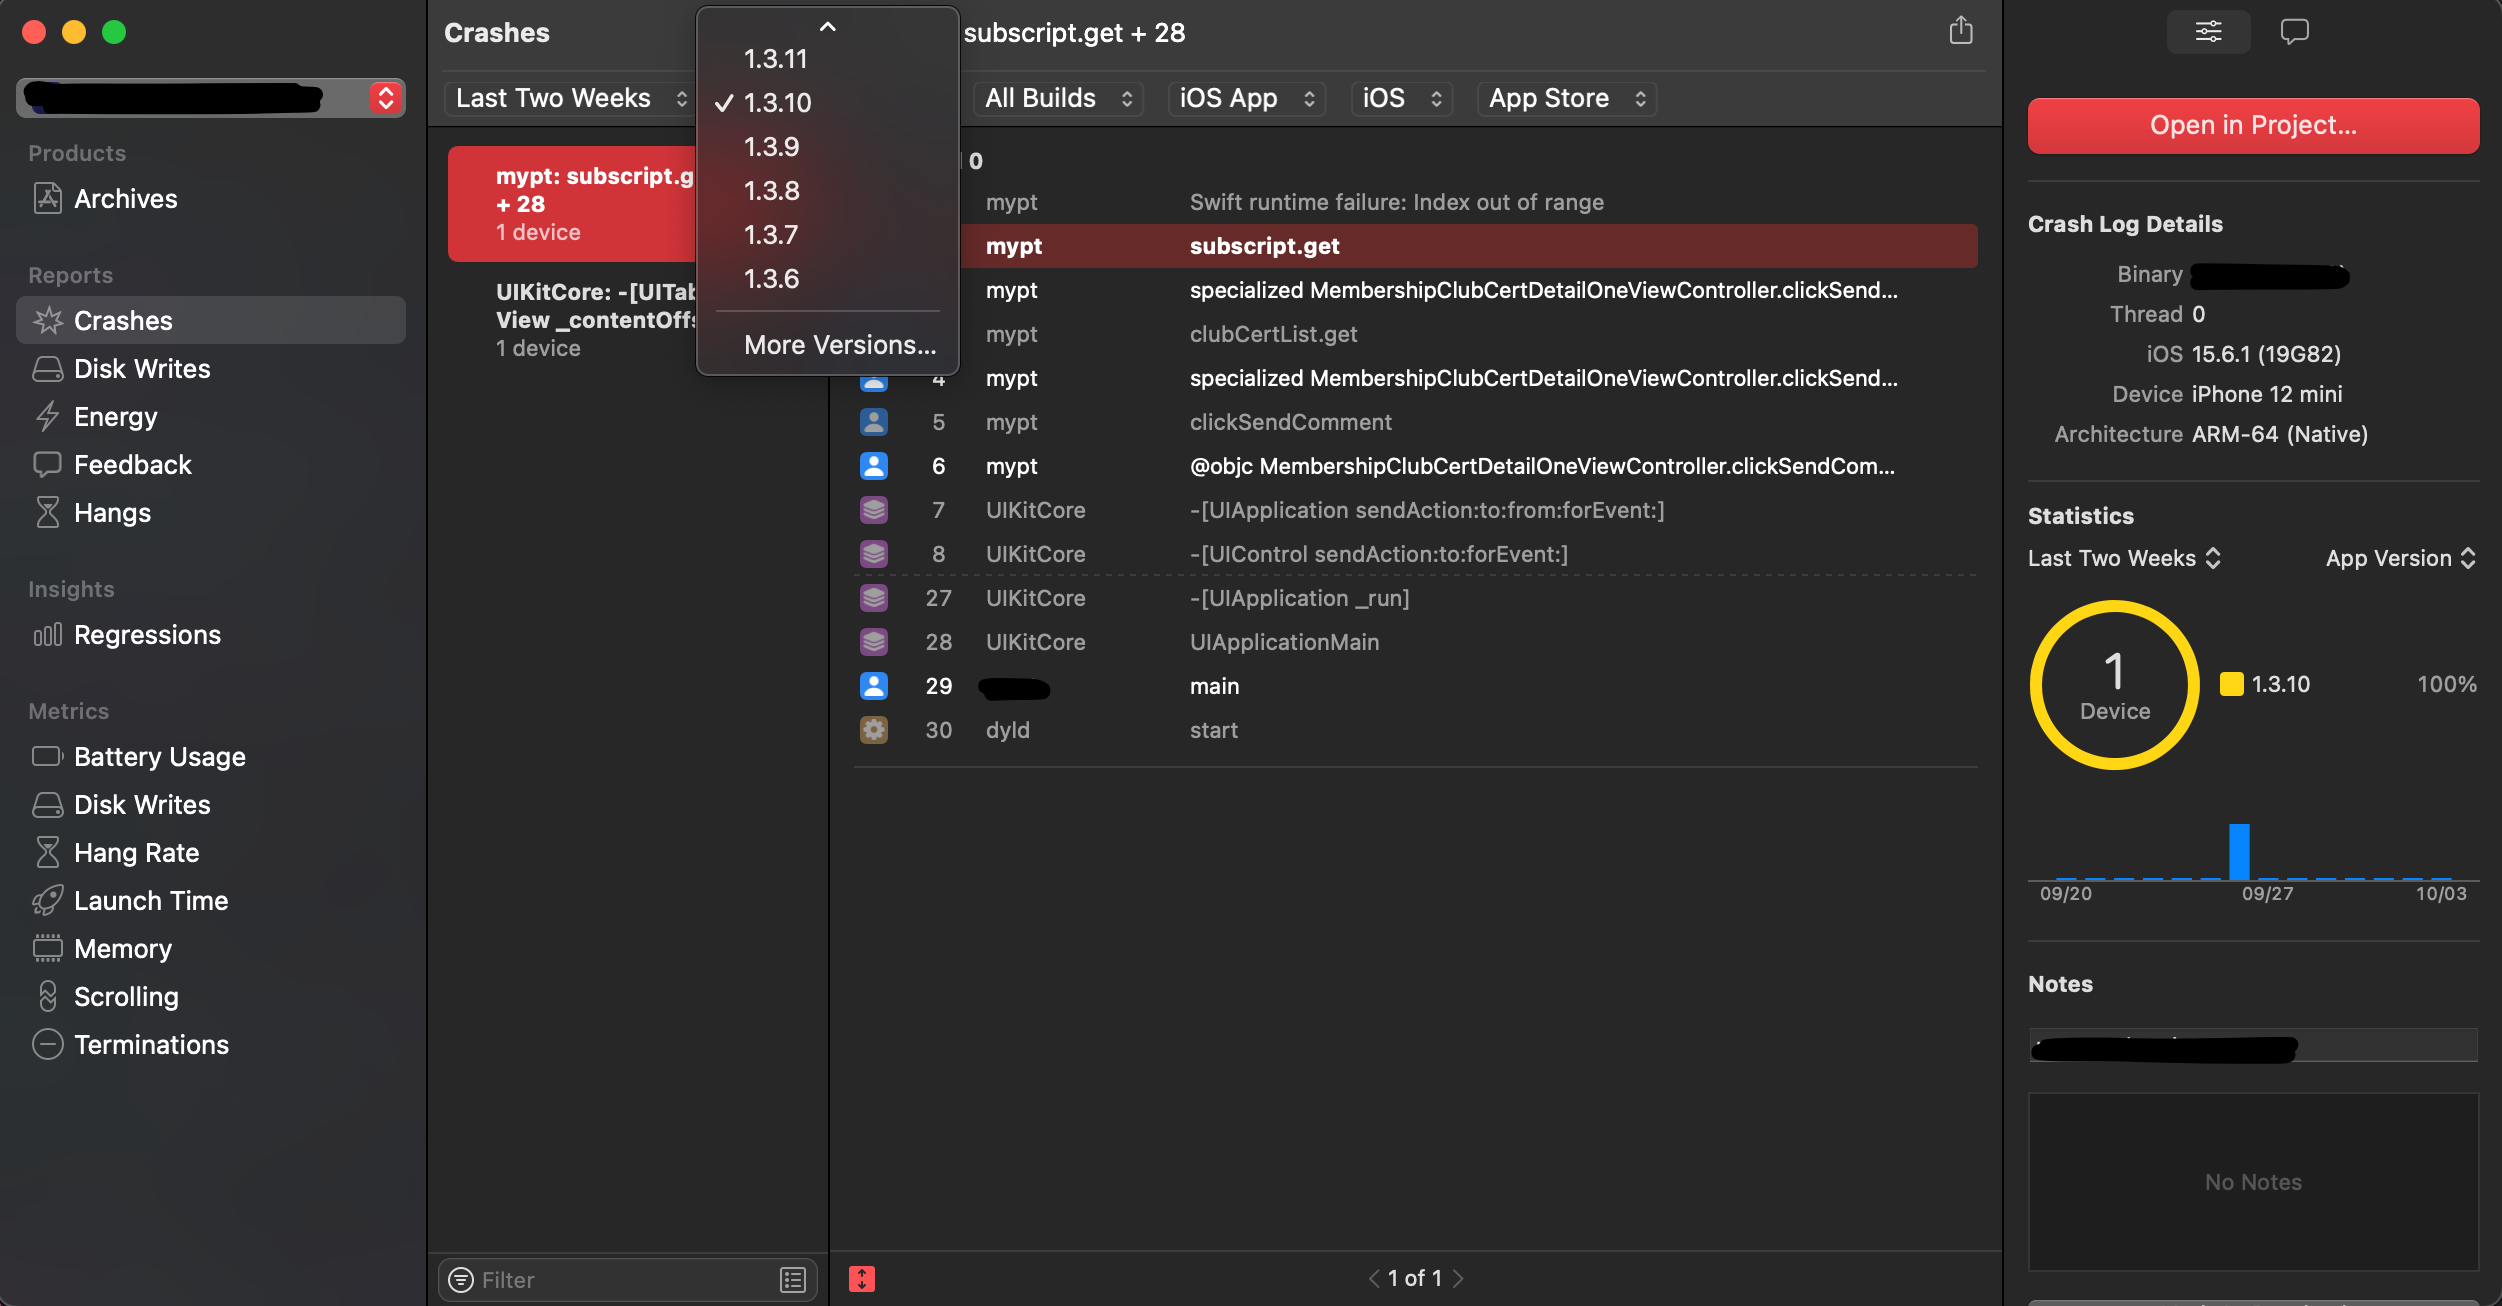 Products
Archives
Reports
Crashes
Disk Writes
Energy
Feedback
Hangs
Insights
Regressions
Metrics
Battery Usage
Disk Writes
Hang Rate
Launch Time
Memory
Scrolling
Terminations
Crashes
Last Two Weeks
mypt: subscript.g
+ 28
1 device
UIKitCore: -[UITab
View _contentOffs
1 device
Filter
1.3.11
✓ 1.3.10
1.3.9
1.3.8
1.3.7
1.3.6
More Versions...
subscript.get + 28
All Builds iOS App iOS App Store
0
mypt Swift runtime failure: Index out of range
mypt subscript.get
mypt specialized MembershipClubCertDetailOneViewController.clickSend...
mypt clubCertList.get
4 mypt specialized MembershipClubCertDetailOneViewController.clickSend...
5 mypt clickSendComment
6 mypt @objc MembershipClubCertDetailOneViewController.clickSendCom...
7 UIKitCore -[UIApplication sendAction:to:from:forEvent:]
8 UIKitCore -[UIControl sendAction:to:forEvent:]
27 UIKitCore -[UIApplication _run]
28 UIKitCore UIApplicationMain
29 main
30 dyld start
1 of 1
Open in Project...
Crash Log Details
Binary
Thread 0
iOS 15.6.1 (19G82)
Device iPhone 12 mini
Architecture ARM-64 (Native)
Statistics
Last Two Weeks App Version
1
Device
1.3.10 100%
09/20 09/27 10/03
Notes
No Notes